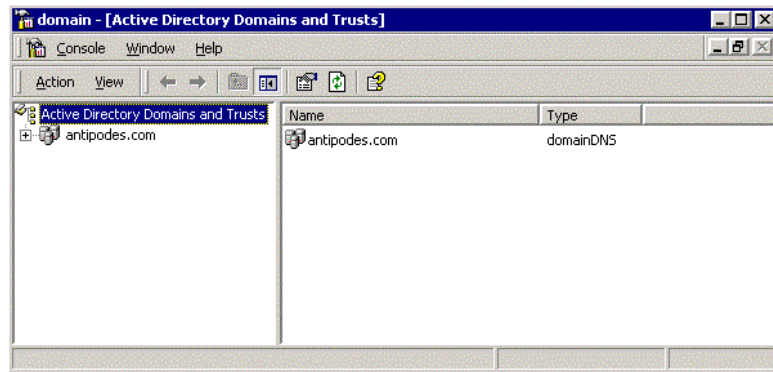 domain - [Active Directory Domains and Trusts]
Console Window Help
Action View
Active Directory Domains and Trusts
antipodes.com
Name Type
antipodes.com domainDNS